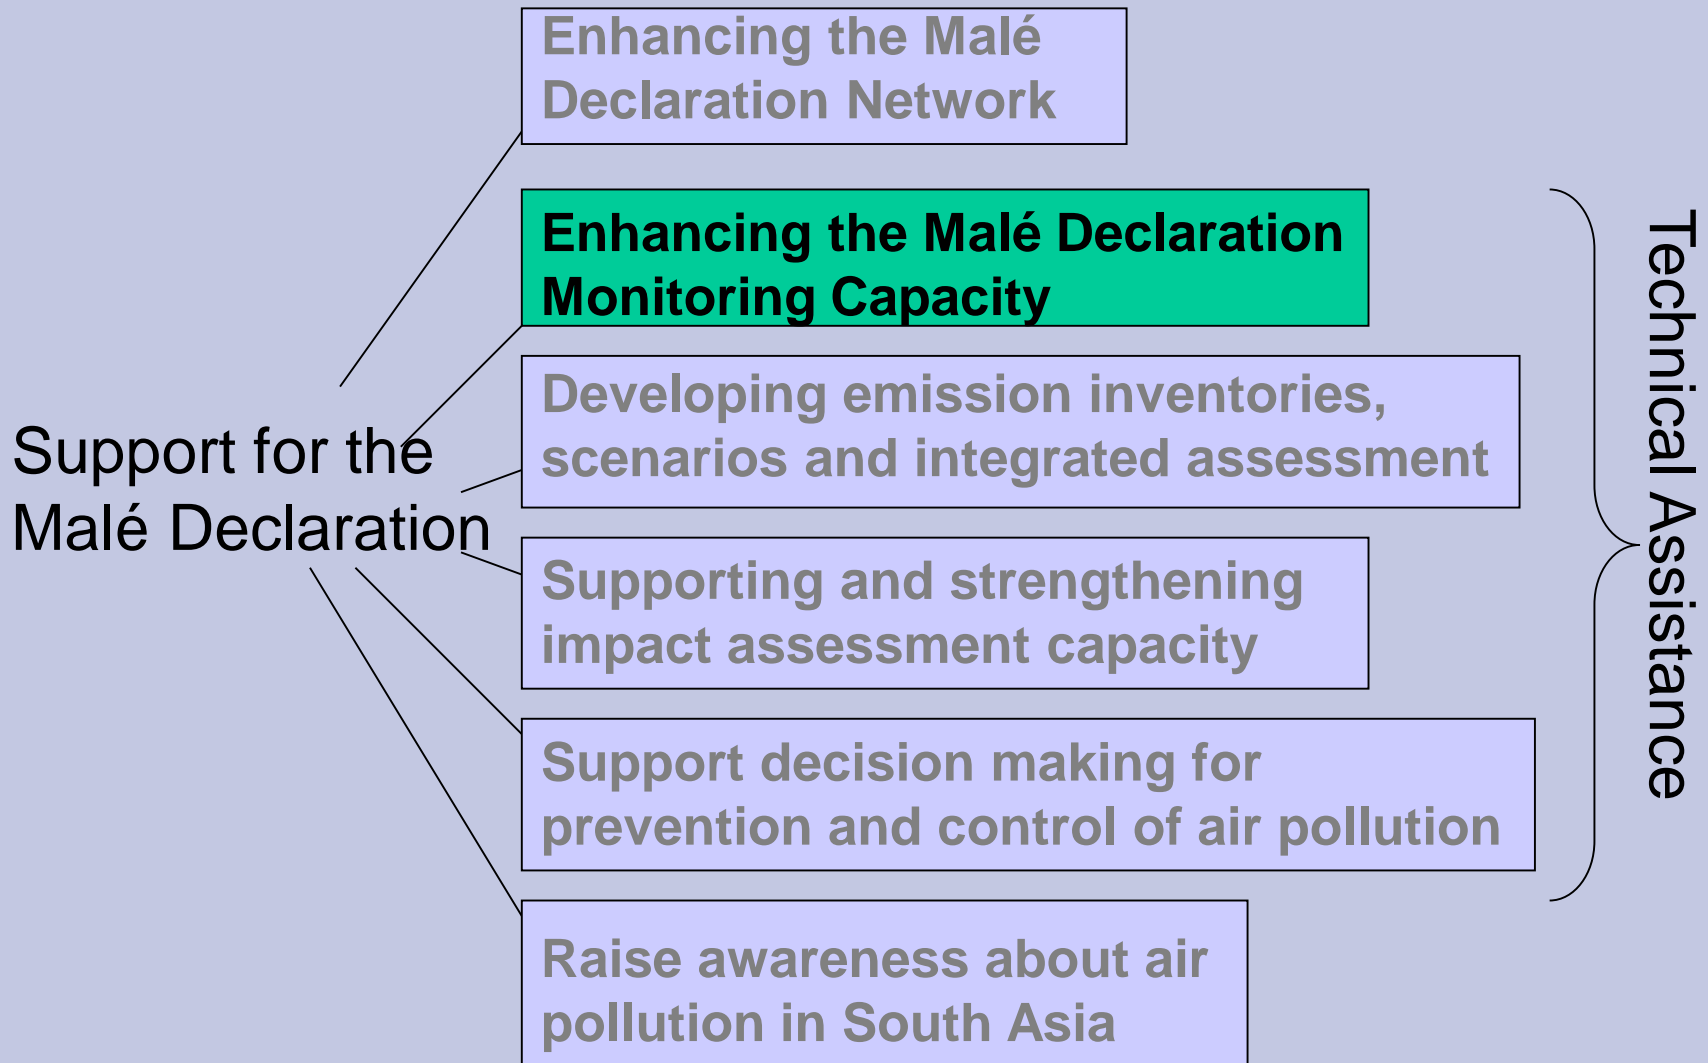 Enhancing the Malé
Declaration Network
Enhancing the Malé Declaration
Monitoring Capacity
Developing emission inventories,
scenarios and integrated assessment
Support for the
Malé Declaration
Supporting and strengthening
impact assessment capacity
Support decision making for
prevention and control of air pollution
Raise awareness about air
pollution in South Asia
Technical Assistance